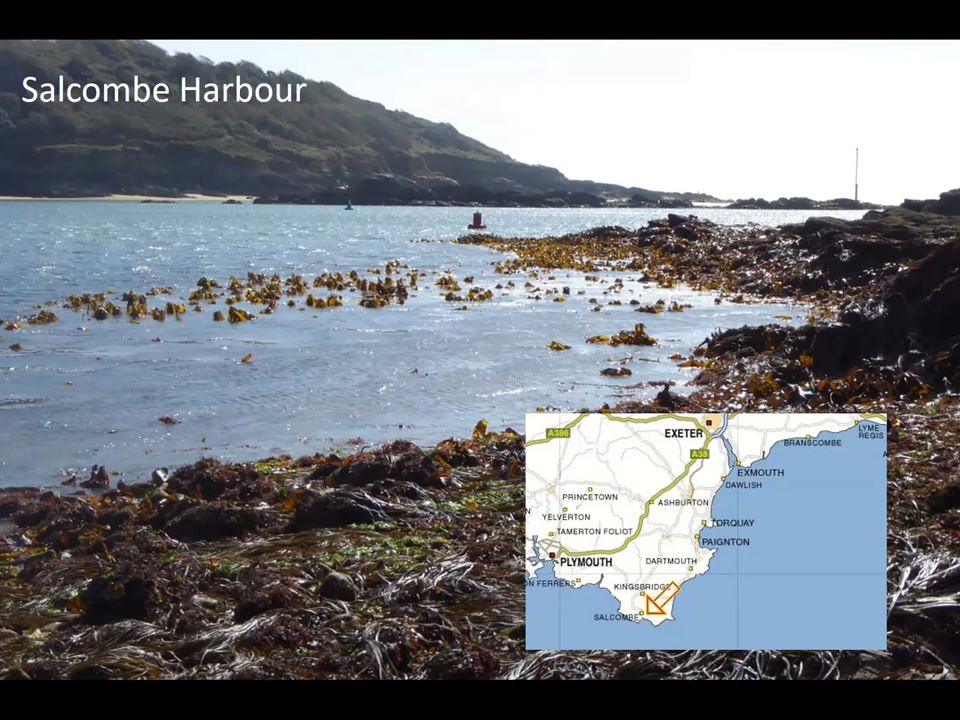 Salcombe Harbour
A386
EXETER
LYME
REGIS
BRANSCOMBE
A38
EXMOUTH
DAWLISH
PRINCETOWN
ASHBURTON
YELVERTON
TORQUAY
TAMERTON FOLIOT
PAIGNTON
PLYMOUTH
DARTMOUTH
ON FERRERS
KINGSBRIDGE
SALCOMBE